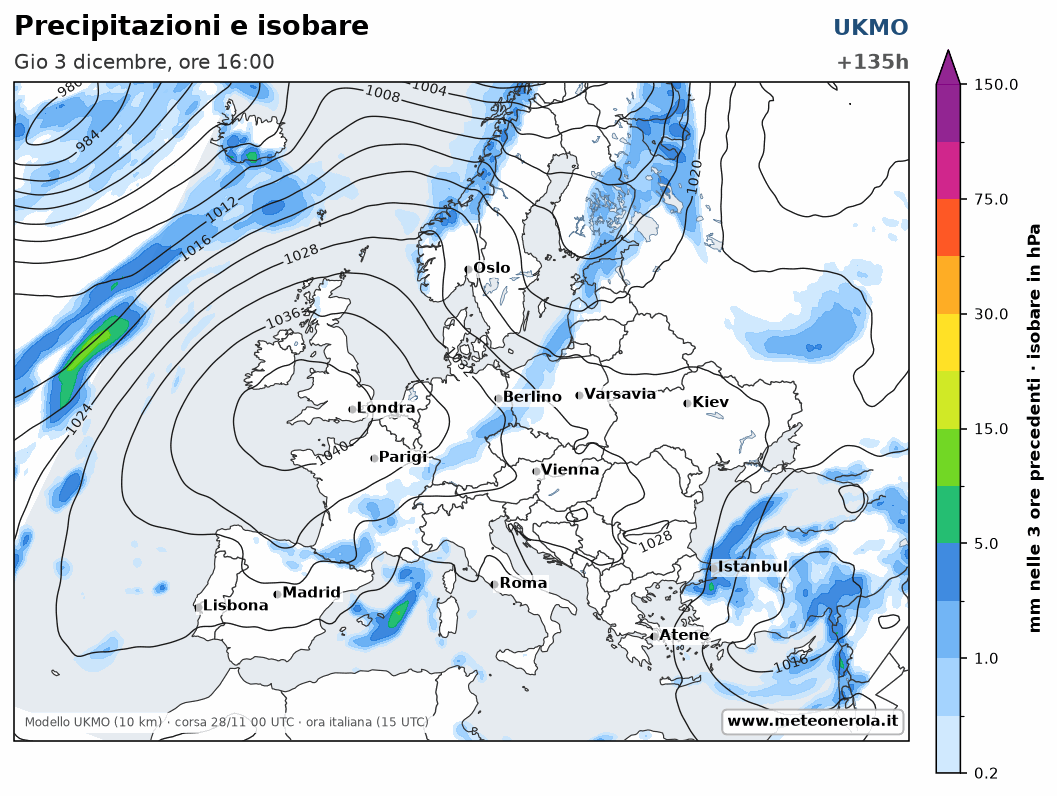 Precipitazioni e isobare
UKMO
Gio 3 dicembre, ore 16:00
+135h
980
984
1008
1004
1012
1016
1020
1028
1036
1024
1040
1028
1016
Oslo
Londra
Berlino
Varsavia
Kiev
Parigi
Vienna
Istanbul
Roma
Madrid
Lisbona
Atene
Modello UKMO (10 km) · corsa 28/11 00 UTC · ora italiana (15 UTC)
www.meteonerola.it
150.0
75.0
30.0
15.0
5.0
1.0
0.2
mm nelle 3 ore precedenti · isobare in hPa